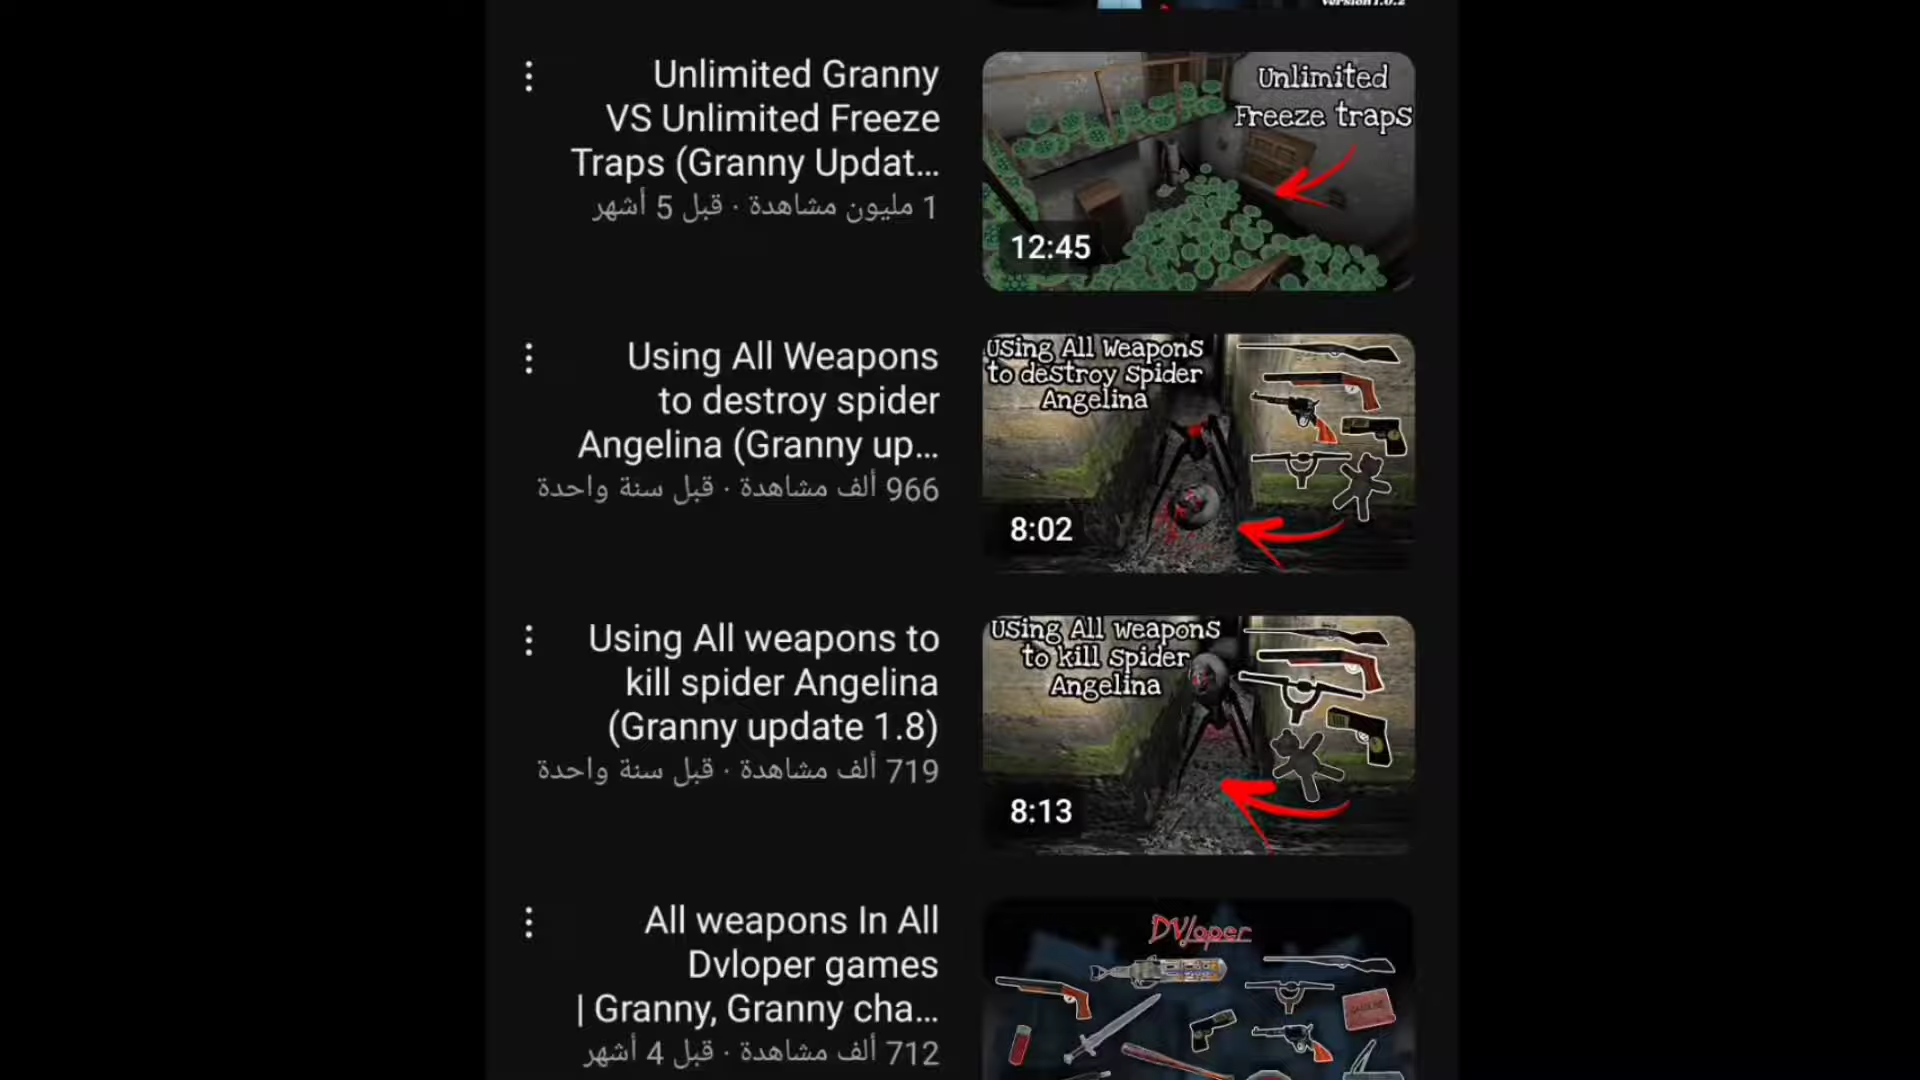 version1.0.2
Unlimited Granny
VS Unlimited Freeze
Traps (Granny Updat...
1 مليون مشاهدة · قبل 5 أشهر
Unlimited
Freeze traps
12:45
Using All Weapons
to destroy spider
Angelina (Granny up...
966 ألف مشاهدة · قبل سنة واحدة
Using All Weapons
to destroy spider
Angelina
8:02
Using All weapons to
kill spider Angelina
(Granny update 1.8)
719 ألف مشاهدة · قبل سنة واحدة
Using All weapons
to kill spider
Angelina
8:13
All weapons In All
Dvloper games
| Granny, Granny cha...
712 ألف مشاهدة · قبل 4 أشهر
DVloper
GASOLINE